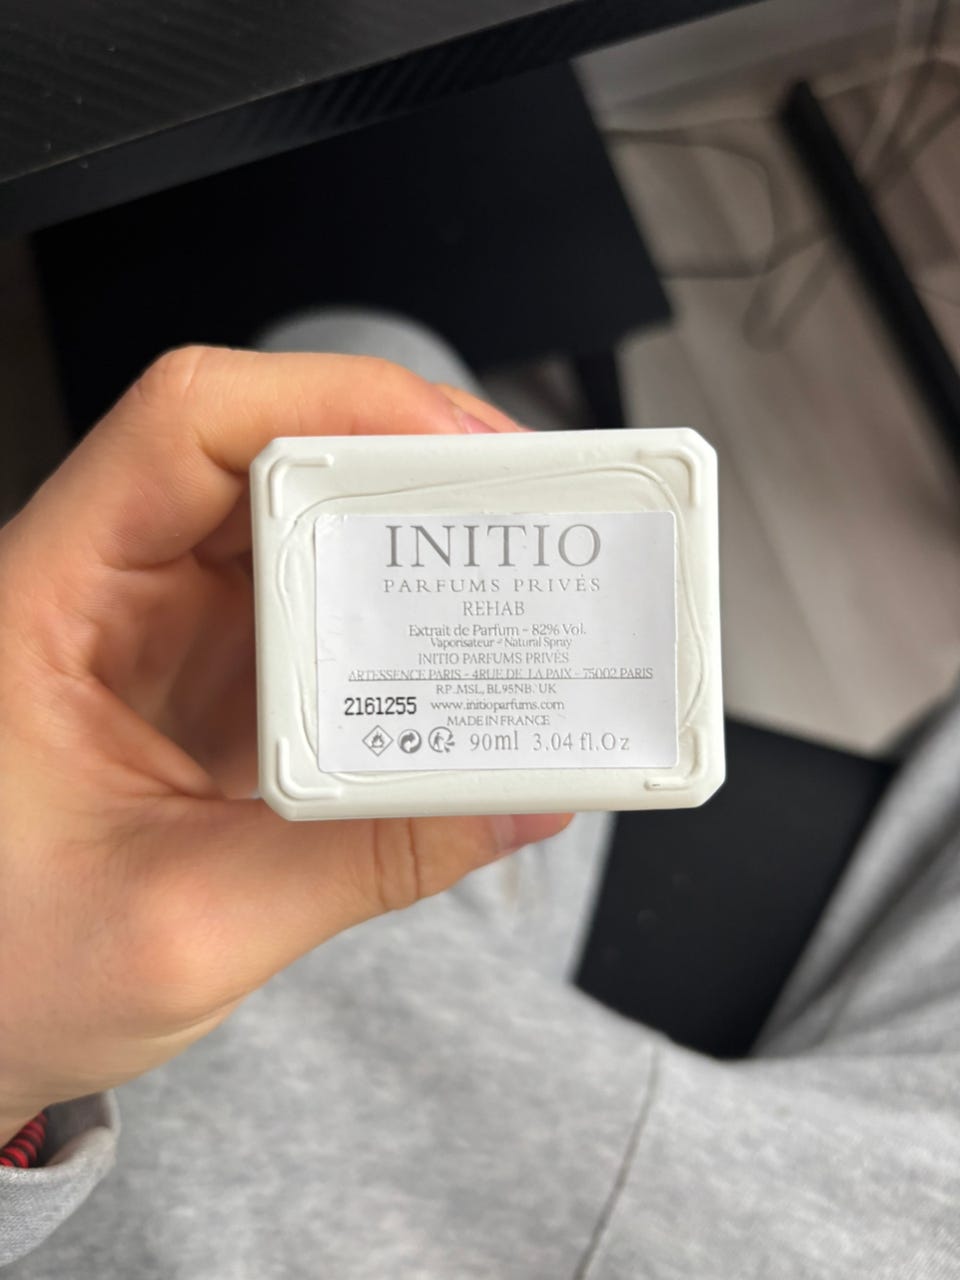 INITIO
PARFUMS PRIVÉS
REHAB
Extrait de Parfum - 82% Vol.
Vaporisateur - Natural Spray
INITIO PARFUMS PRIVÉS
ARTESSENCE PARIS - 4RUE DE LA PAIX - 75002 PARIS
RP .MSL, BL95NB. UK
2161255 www.initioparfums.com
MADE IN FRANCE
90ml 3,04 fl.Oz